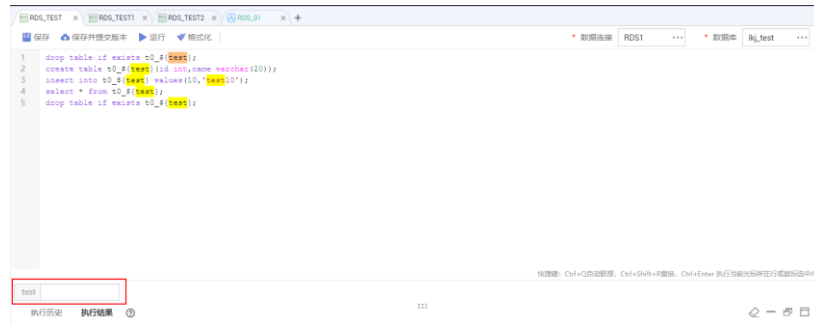 RDS_TEST × RDS_TEST1 × RDS_TEST2 × RDS_01 × +
保存 保存并提交版本 运行 格式化 * 数据连接 RDS1 ... * 数据库 lkj_test ...
1 drop table if exists t0_${test};
2 create table t0_${test}(id int,name varchar(20));
3 insert into t0_${test} values(10,'test10');
4 select * from t0_${test};
5 drop table if exists t0_${test};
快捷键：Ctrl+Q自动联想，Ctrl+Shift+R替换，Ctrl+Enter 执行当前光标所在行或鼠标选中
test
执行历史 执行结果